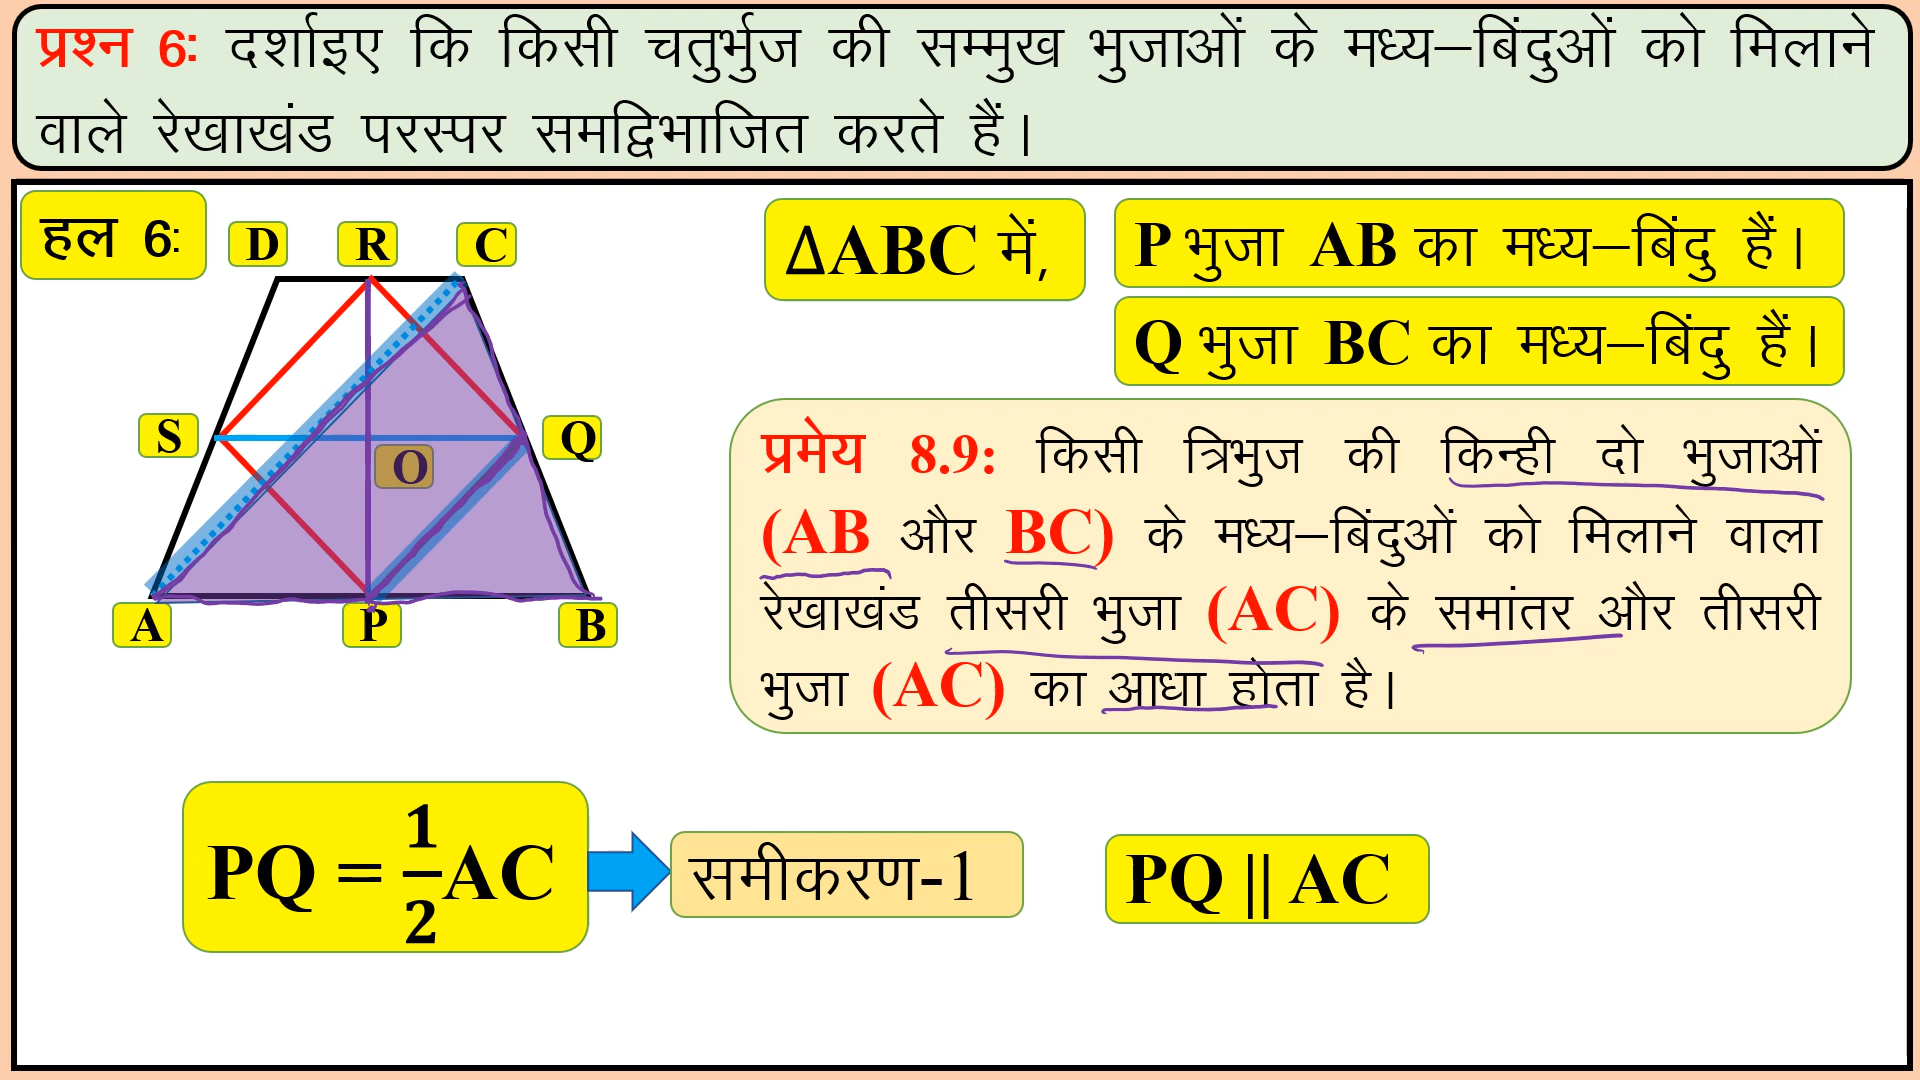 प्रश्न 6: दर्शाइए कि किसी चतुर्भुज की सम्मुख भुजाओं के मध्य–बिंदुओं को मिलाने
वाले रेखाखंड परस्पर समद्विभाजित करते हैं।
हल 6:
D R C
S Q
O
A P B
ΔABC में,
P भुजा AB का मध्य–बिंदु हैं।
Q भुजा BC का मध्य–बिंदु हैं।
प्रमेय 8.9: किसी त्रिभुज की किन्ही दो भुजाओं
(AB और BC) के मध्य–बिंदुओं को मिलाने वाला
रेखाखंड तीसरी भुजा (AC) के समांतर और तीसरी
भुजा (AC) का आधा होता है।
PQ = 1/2 AC
समीकरण-1
PQ || AC